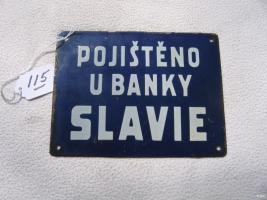 POJIŠTĚNO
U BANKY
SLAVIE
115